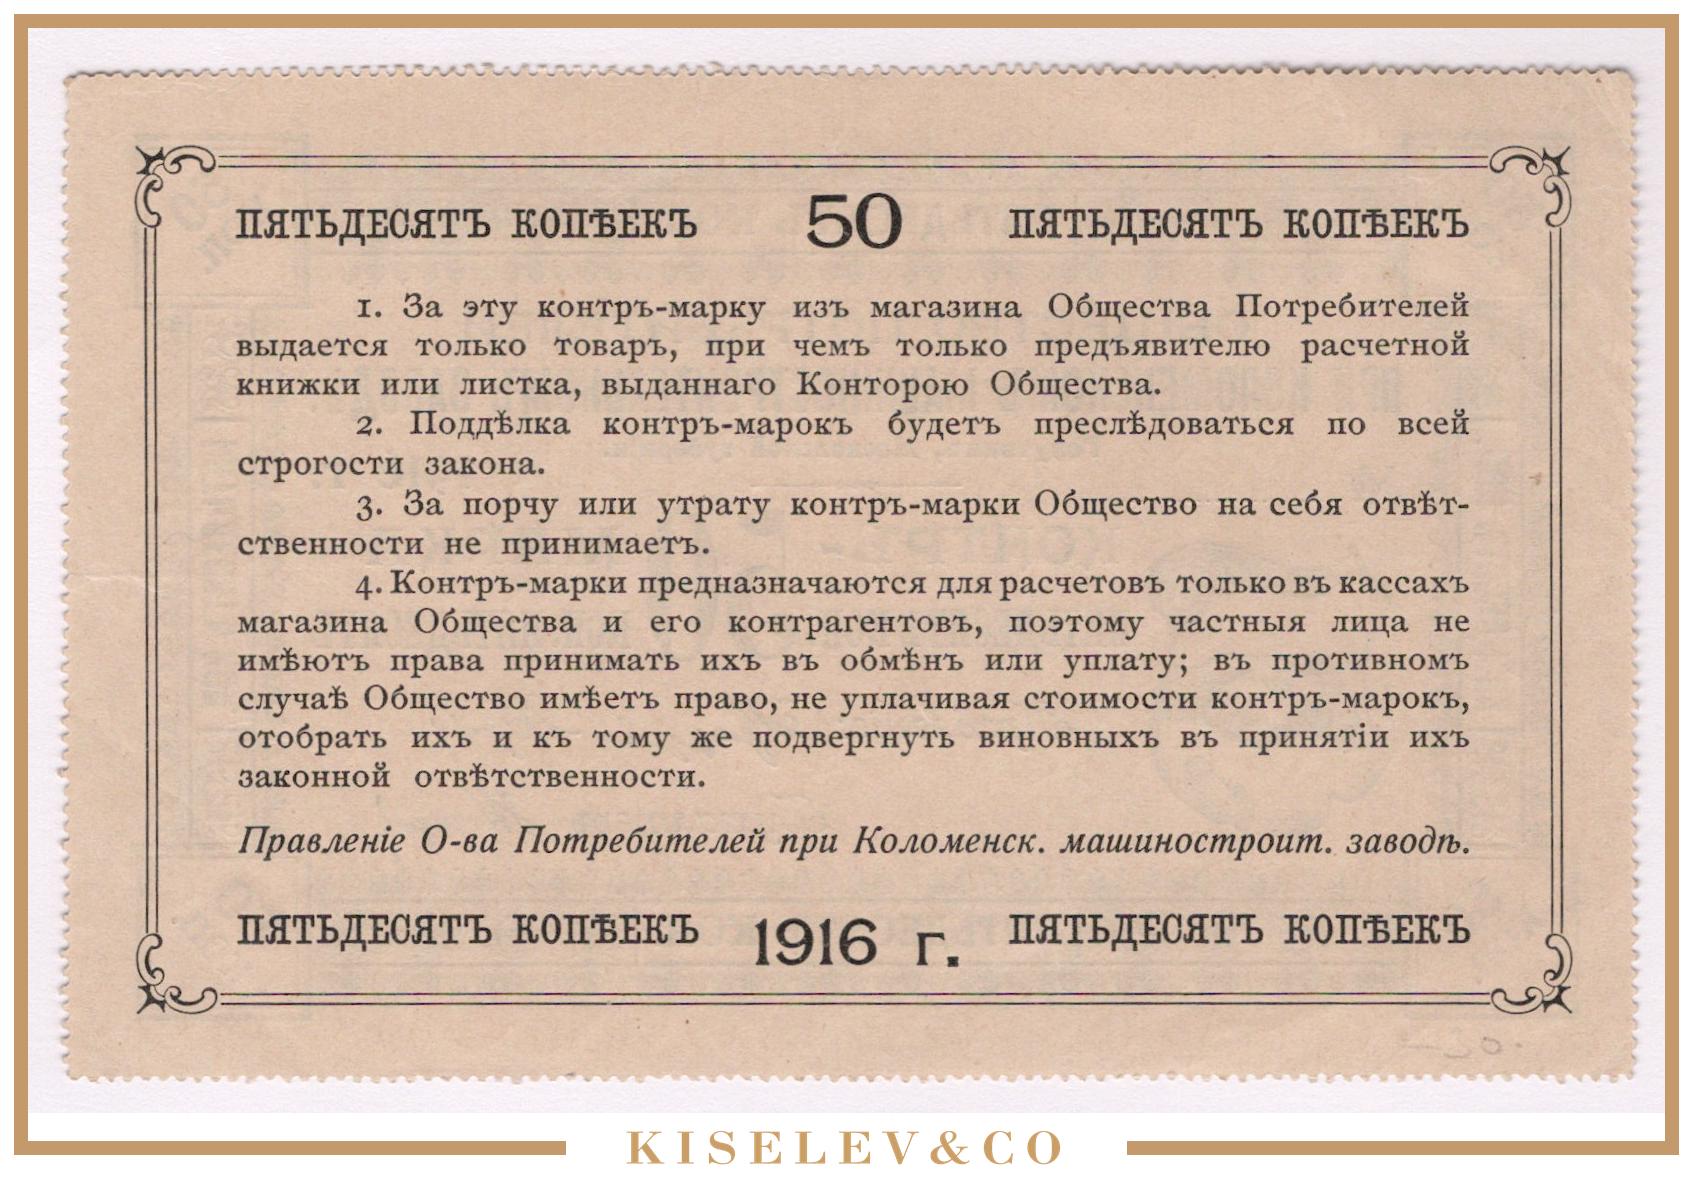 ПЯТЬДЕСЯТЪ КОПѢЕКЪ 50 ПЯТЬДЕСЯТЪ КОПѢЕКЪ
1. За эту контръ-марку изъ магазина Общества Потребителей
выдается только товаръ, при чемъ только предъявителю расчетной
книжки или листка, выданнаго Конторою Общества.
2. Поддѣлка контръ-марокъ будетъ преслѣдоваться по всей
строгости закона.
3. За порчу или утрату контръ-марки Общество на себя отвѣт-
ственности не принимаетъ.
4. Контръ-марки предназначаются для расчетовъ только въ кассахъ
магазина Общества и его контрагентовъ, поэтому частныя лица не
имѣютъ права принимать ихъ въ обмѣнъ или уплату; въ противномъ
случаѣ Общество имѣетъ право, не уплачивая стоимости контръ-марокъ,
отобрать ихъ и къ тому же подвергнуть виновныхъ въ принятіи ихъ
законной отвѣтственности.
Правленіе О-ва Потребителей при Коломенск. машиностроит. заводѣ.
ПЯТЬДЕСЯТЪ КОПѢЕКЪ 1916 г. ПЯТЬДЕСЯТЪ КОПѢЕКЪ
KISELEV&CO